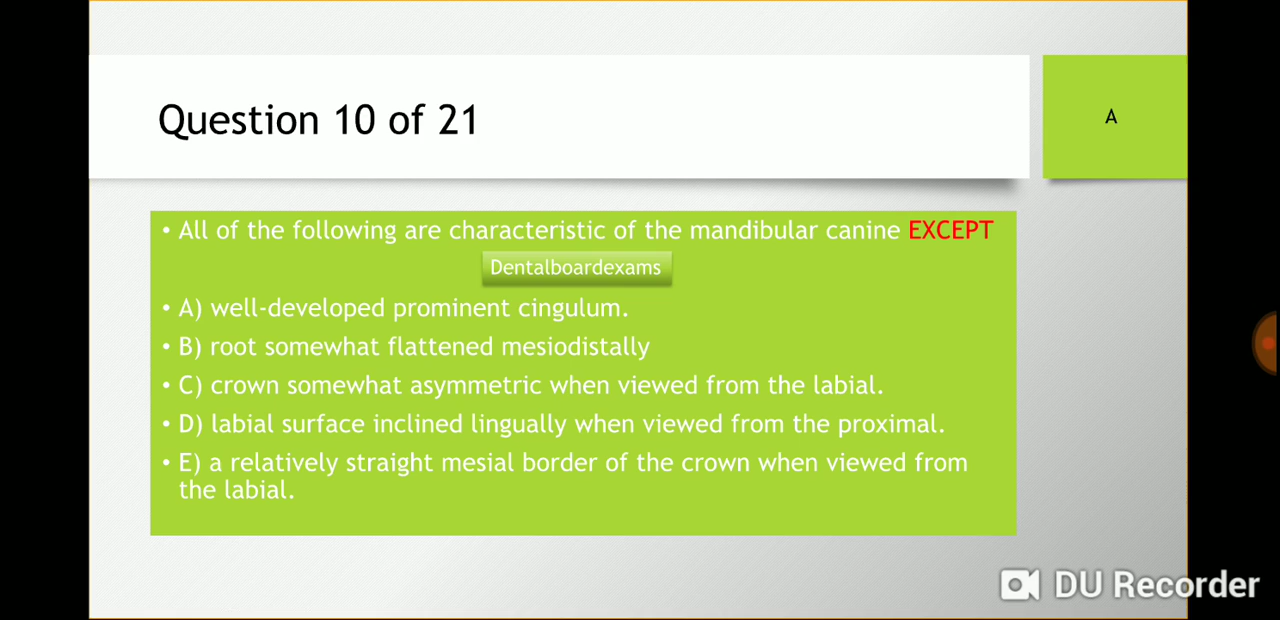 Question 10 of 21
A
• All of the following are characteristic of the mandibular canine EXCEPT
Dentalboardexams
• A) well-developed prominent cingulum.
• B) root somewhat flattened mesiodistally
• C) crown somewhat asymmetric when viewed from the labial.
• D) labial surface inclined lingually when viewed from the proximal.
• E) a relatively straight mesial border of the crown when viewed from
the labial.
DU Recorder